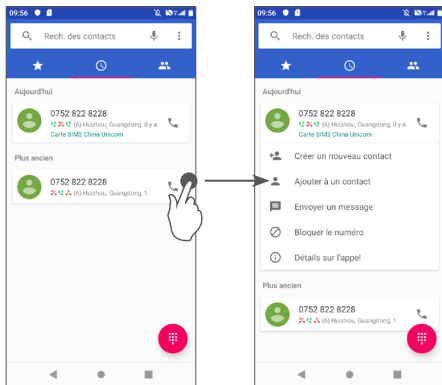 09:56
Rech. des contacts
Aujourd'hui
0752 822 8228
(6) Huizhou, Guangdong, Il y a
Carte SIM2 China Unicom
Plus ancien
0752 822 8228
(6) Huizhou, Guangdong, 1
09:56
Rech. des contacts
Aujourd'hui
0752 822 8228
(6) Huizhou, Guangdong, Il y a
Carte SIM2 China Unicom
Créer un nouveau contact
Ajouter à un contact
Envoyer un message
Bloquer le numéro
Détails sur l'appel
Plus ancien
0752 822 8228
(6) Huizhou, Guangdong, 1